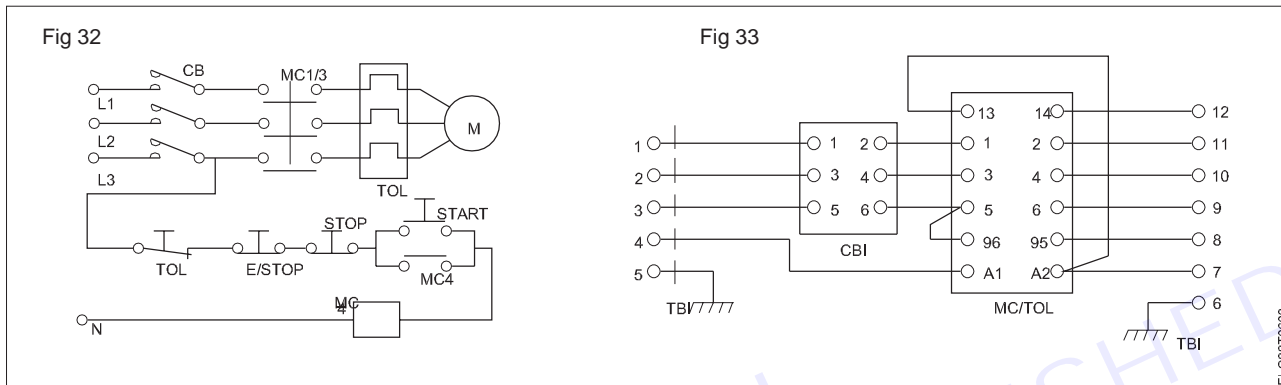 Fig 32
CB
MC1/3
L1
L2
L3
M
TOL
START
STOP
TOL
E/STOP
MC4
MC
4
N
Fig 33
13 14 12
1 1 2 1 2 11
2 3 4 3 4 10
3 5 6 5 6 9
4 96 95 8
CBI
5 A1 A2 7
MC/TOL
TBI
6
TBI
SHED